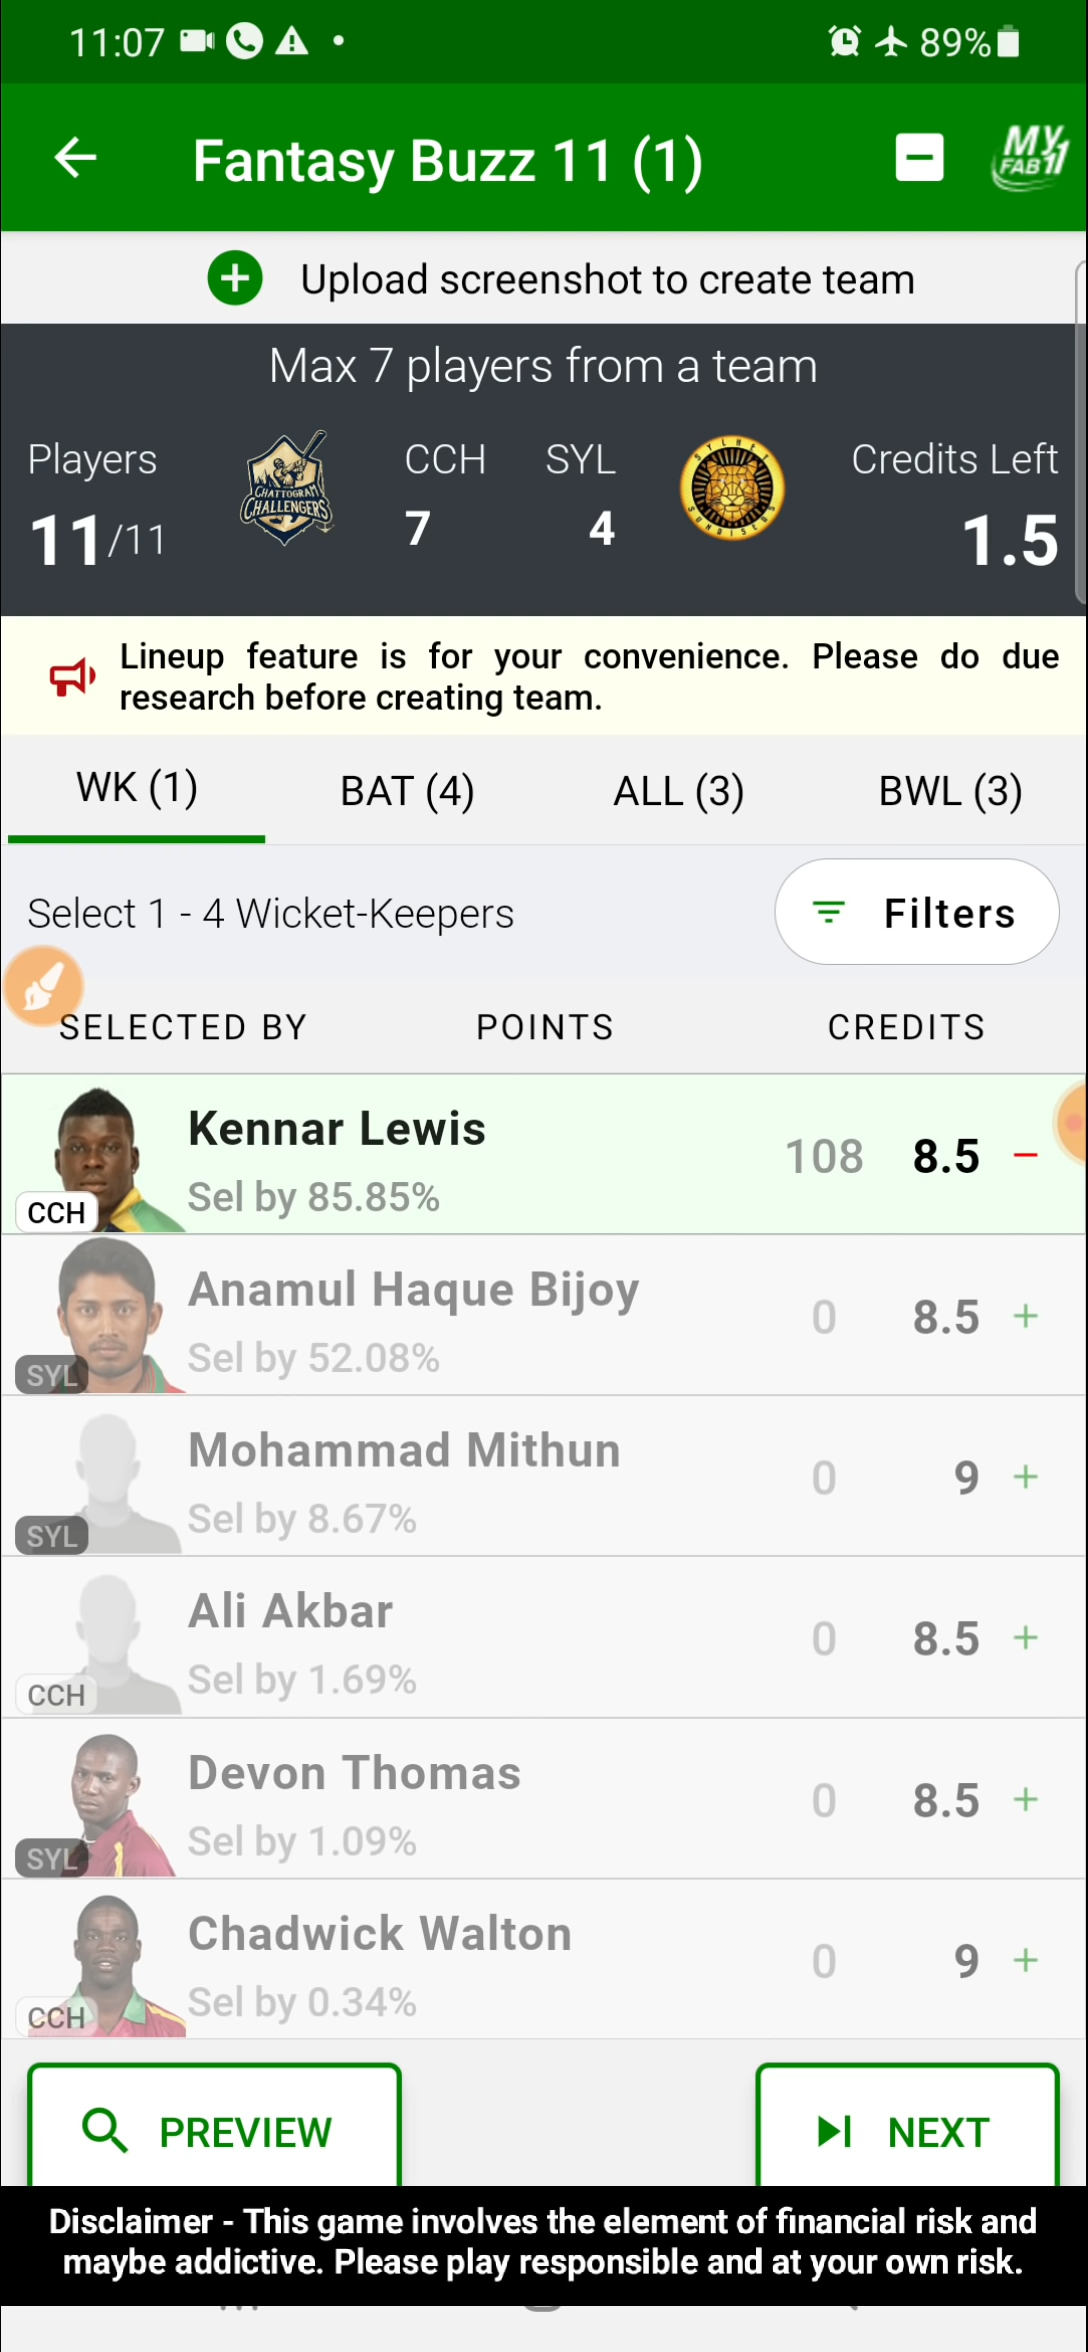 11:07
89%
Fantasy Buzz 11 (1)
MY
FAB11
Upload screenshot to create team
Max 7 players from a team
Players
CCH
SYL
Credits Left
11/11
CHATTOGRAM
CHALLENGERS
7
4
SYLHET
SUNRISERS
1.5
Lineup feature is for your convenience. Please do due
research before creating team.
WK (1)
BAT (4)
ALL (3)
BWL (3)
Select 1 - 4 Wicket-Keepers
Filters
SELECTED BY
POINTS
CREDITS
Kennar Lewis
108
8.5
Sel by 85.85%
CCH
Anamul Haque Bijoy
0
8.5
Sel by 52.08%
SYL
Mohammad Mithun
0
9
Sel by 8.67%
SYL
Ali Akbar
0
8.5
Sel by 1.69%
CCH
Devon Thomas
0
8.5
Sel by 1.09%
SYL
Chadwick Walton
0
9
Sel by 0.34%
CCH
PREVIEW
NEXT
Disclaimer - This game involves the element of financial risk and
maybe addictive. Please play responsible and at your own risk.